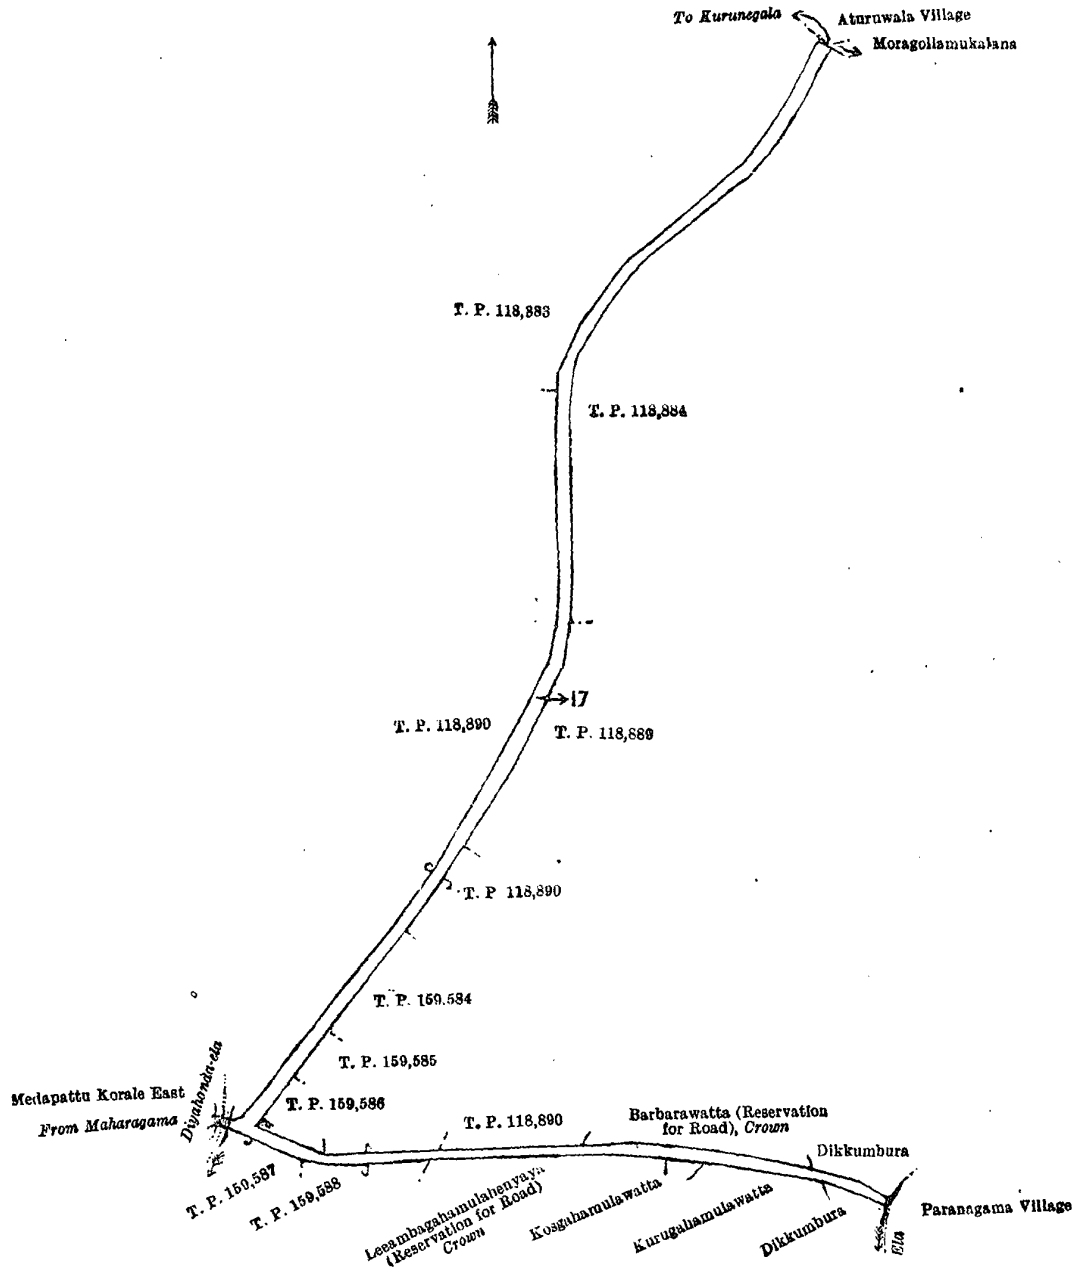 To Kurunegala
Aturuwala Village
Moragollamukalana
T. P. 118,883
T. P. 118,884
17
T. P. 118,890
T. P. 118,889
T. P. 118,890
T. P. 159,584
T. P. 159,585
T. P. 159,586
Diyahonda-ela
Medapattu Korale East
From Maharagama
T. P. 118,890
Barbarawatta (Reservation
for Road), Crown
Dikkumbura
T. P. 159,587
T. P. 159,588
Leeambagahamulahenyaya
(Reservation for Road)
Crown
Kosgahamulawatta
Kurugahamulawatta
Dikkumbura
Ela
Paranagama Village